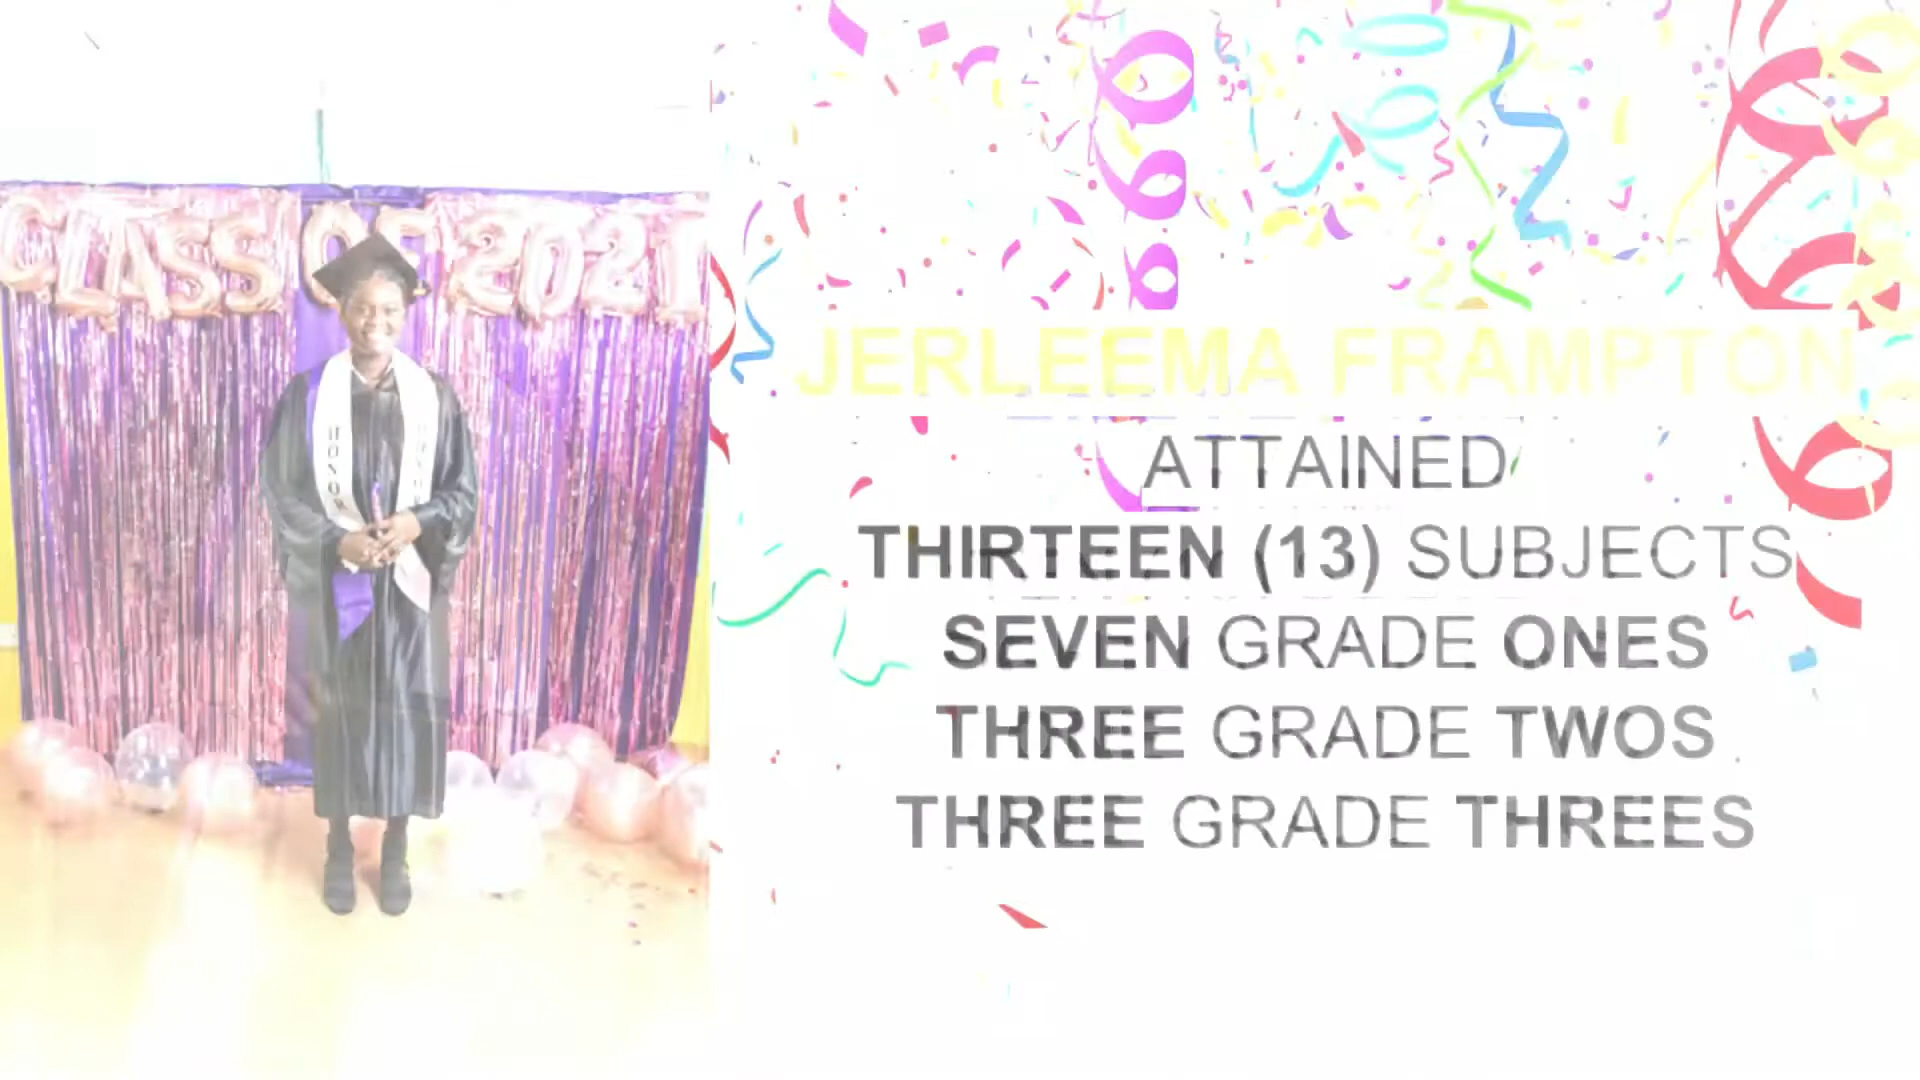 CLASS OF 2021
JERLEEMA FRAMPTON
ATTAINED
THIRTEEN (13) SUBJECTS
SEVEN GRADE ONES
THREE GRADE TWOS
THREE GRADE THREES